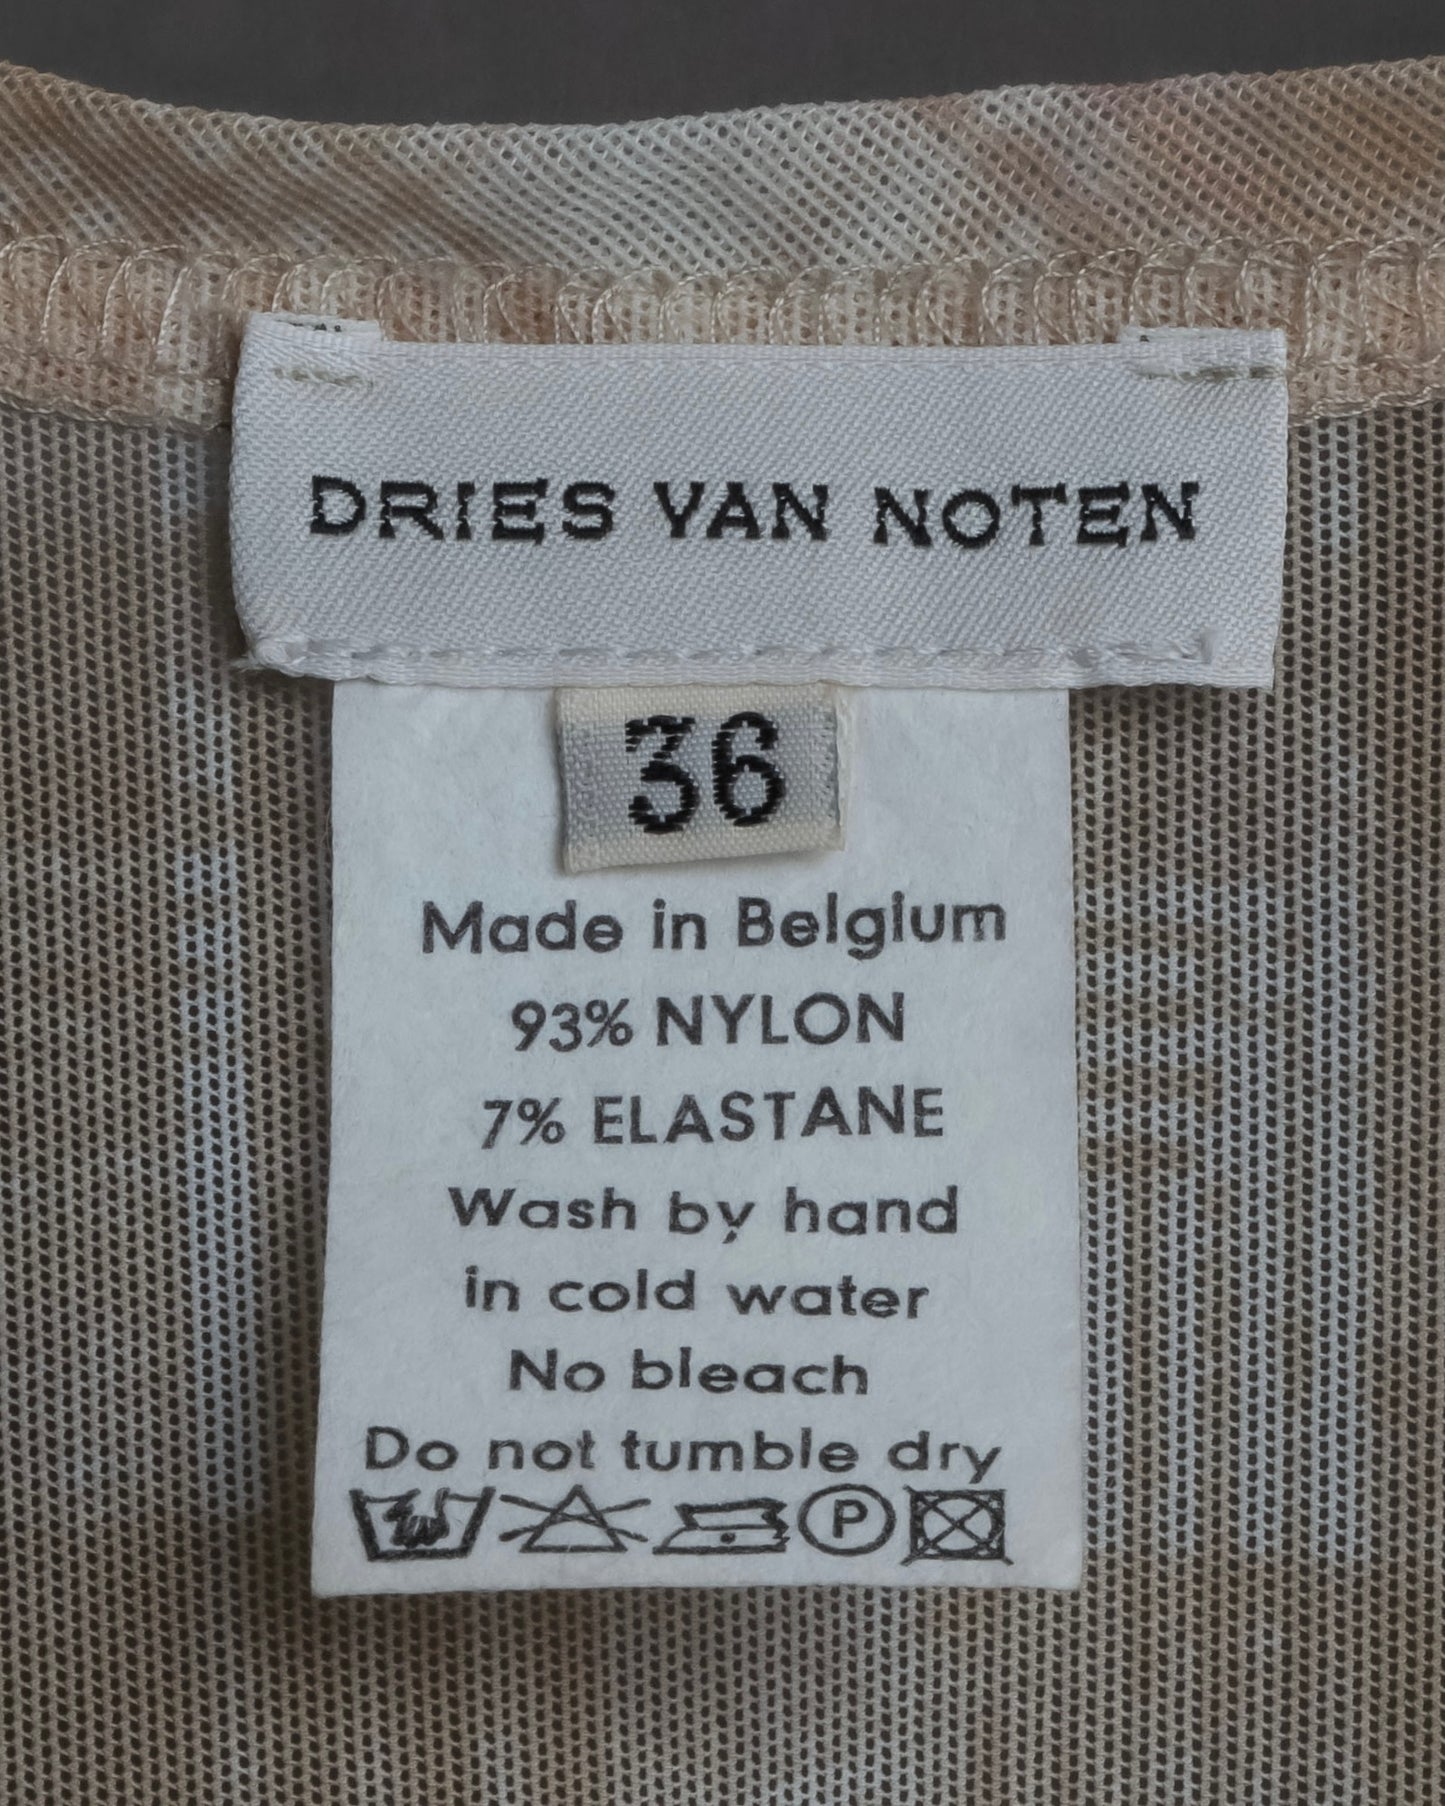 DRIES VAN NOTEN
36
Made in Belgium
93% NYLON
7% ELASTANE
Wash by hand
in cold water
No bleach
Do not tumble dry
P